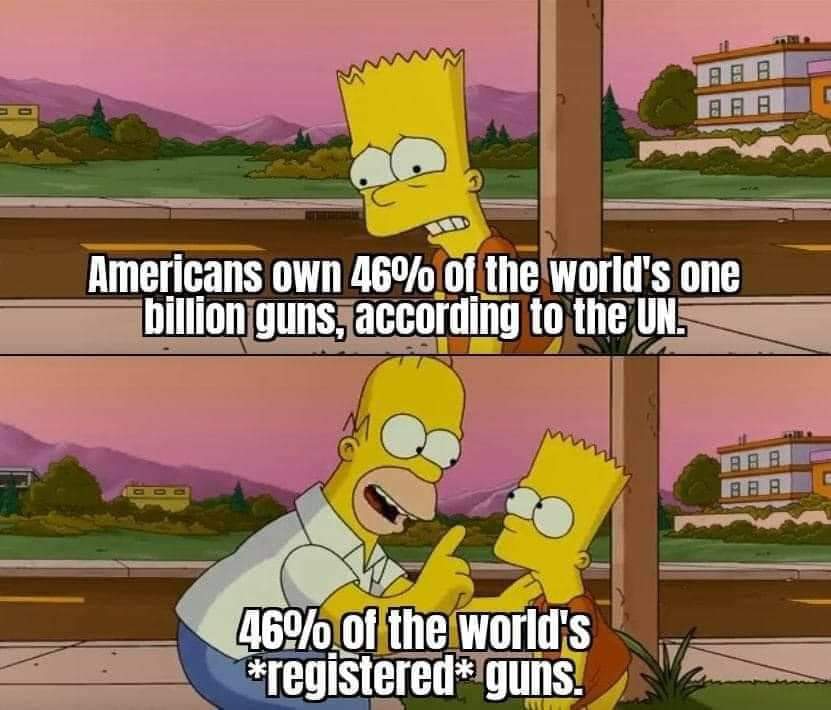 Americans own 46% of the world's one
billion guns, according to the UN.
46% of the world's
*registered* guns.